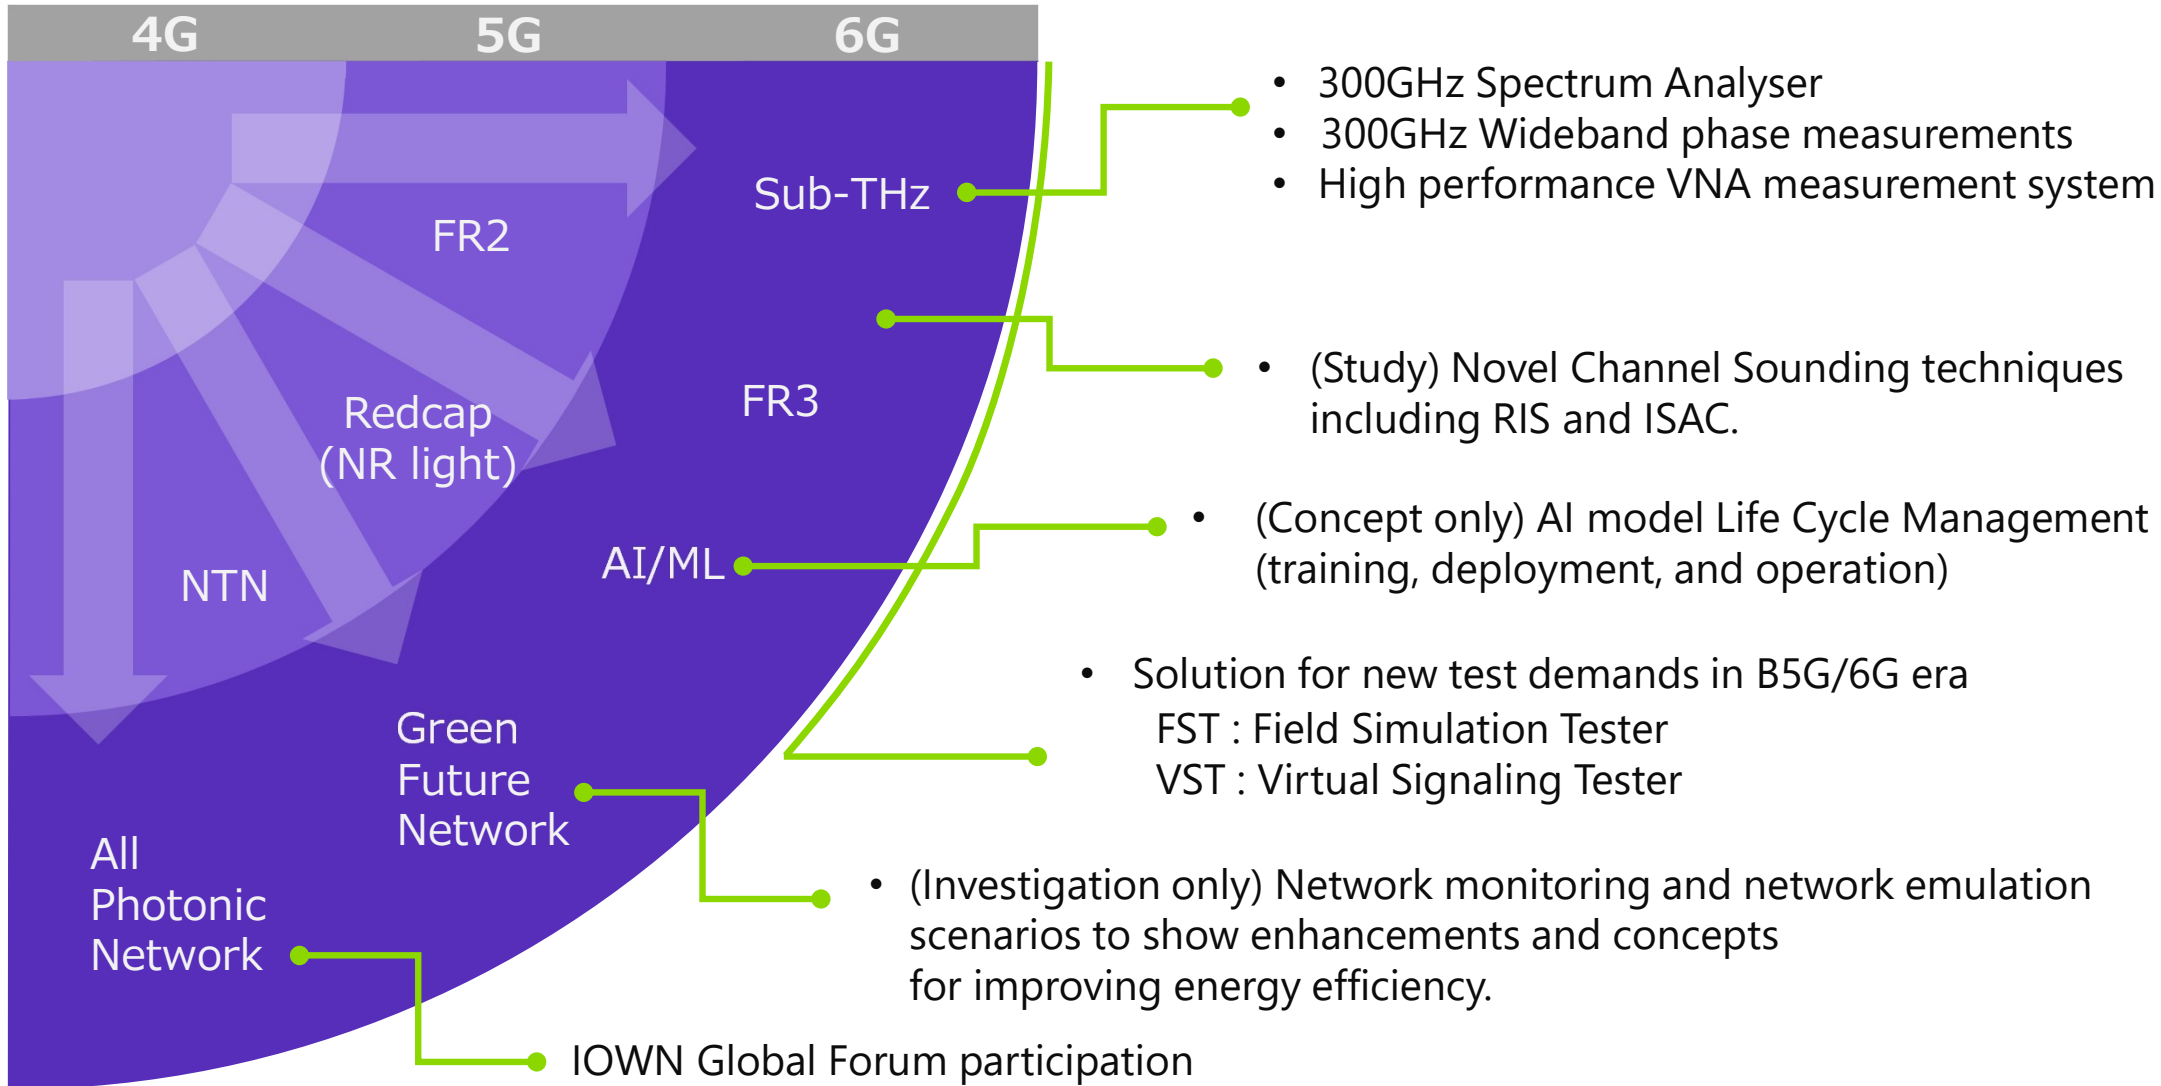 4G 5G 6G
• 300GHz Spectrum Analyser
• 300GHz Wideband phase measurements
• High performance VNA measurement system
Sub-THz
FR2
• (Study) Novel Channel Sounding techniques
including RIS and ISAC.
FR3
Redcap
(NR light)
• (Concept only) AI model Life Cycle Management
(training, deployment, and operation)
AI/ML
NTN
• Solution for new test demands in B5G/6G era
FST : Field Simulation Tester
VST : Virtual Signaling Tester
Green
Future
Network
• (Investigation only) Network monitoring and network emulation
scenarios to show enhancements and concepts
for improving energy efficiency.
All
Photonic
Network
IOWN Global Forum participation